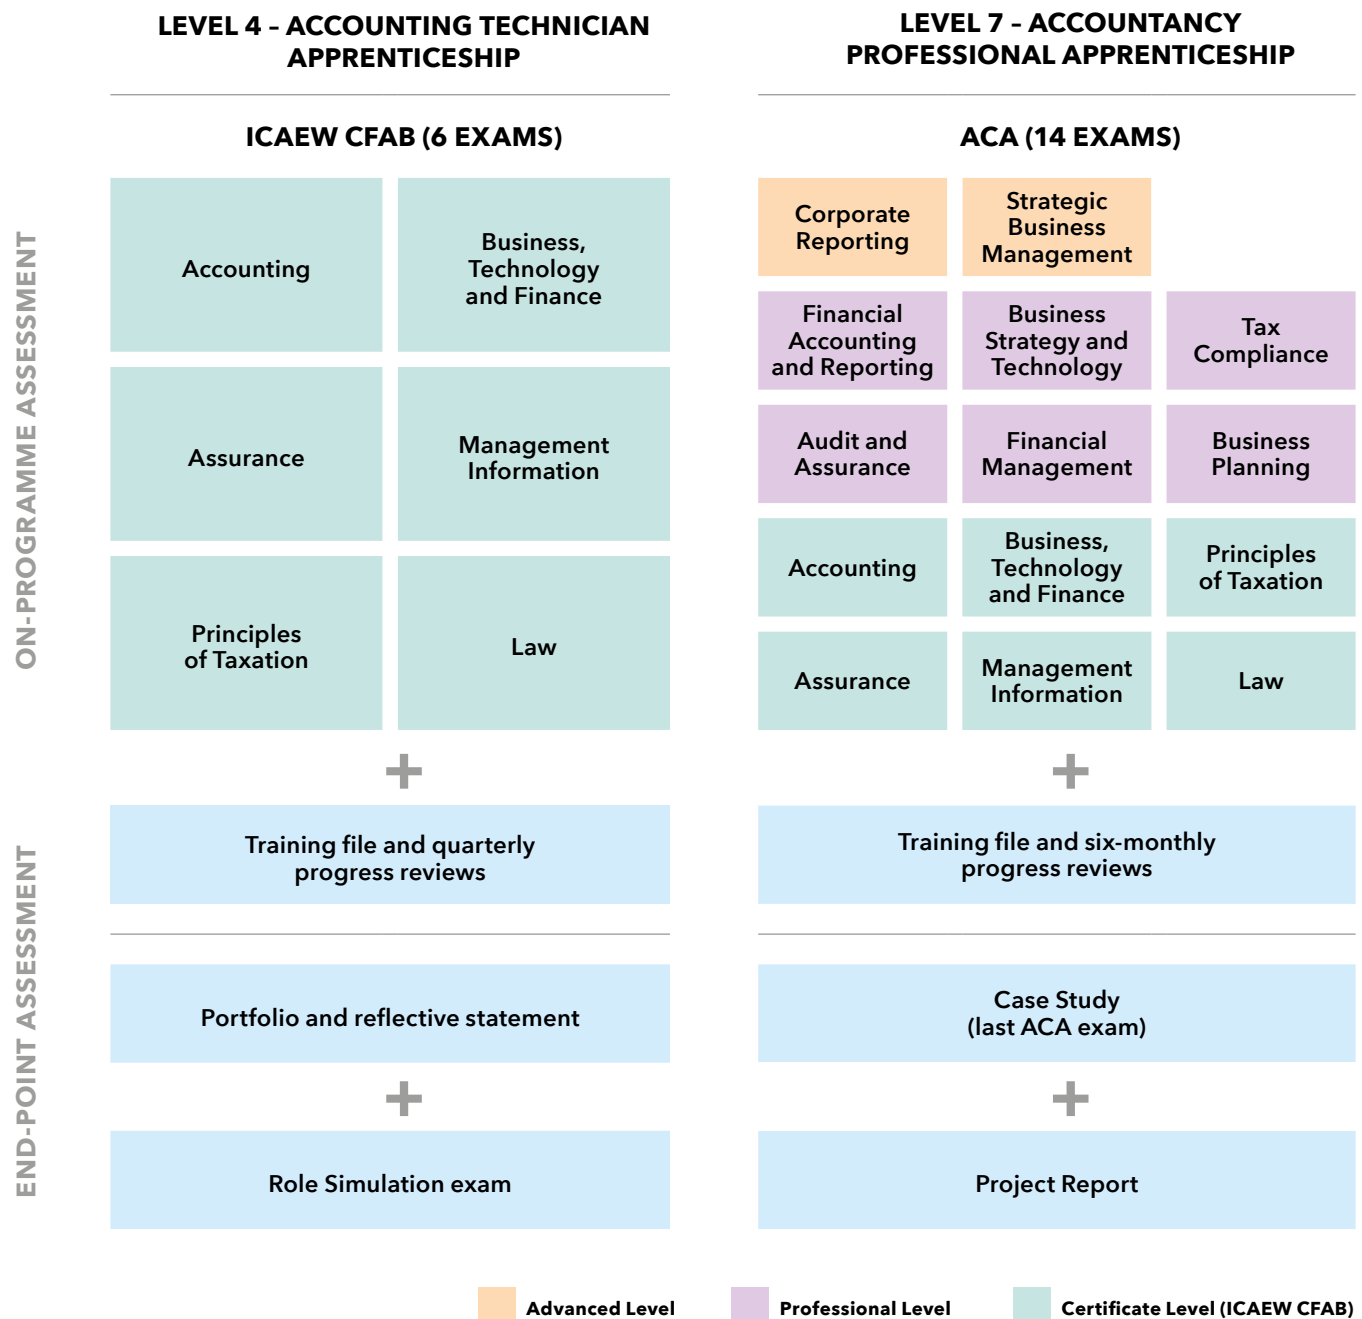 LEVEL 4 – ACCOUNTING TECHNICIAN
APPRENTICESHIP
ICAEW CFAB (6 EXAMS)
ON-PROGRAMME ASSESSMENT
Accounting
Business,
Technology
and Finance
Assurance
Management
Information
Principles
of Taxation
Law
+
Training file and quarterly
progress reviews
END-POINT ASSESSMENT
Portfolio and reflective statement
+
Role Simulation exam
LEVEL 7 – ACCOUNTANCY
PROFESSIONAL APPRENTICESHIP
ACA (14 EXAMS)
Corporate
Reporting
Strategic
Business
Management
Financial
Accounting
and Reporting
Business
Strategy and
Technology
Tax
Compliance
Audit and
Assurance
Financial
Management
Business
Planning
Accounting
Business,
Technology
and Finance
Principles
of Taxation
Assurance
Management
Information
Law
+
Training file and six-monthly
progress reviews
Case Study
(last ACA exam)
+
Project Report
Advanced Level
Professional Level
Certificate Level (ICAEW CFAB)